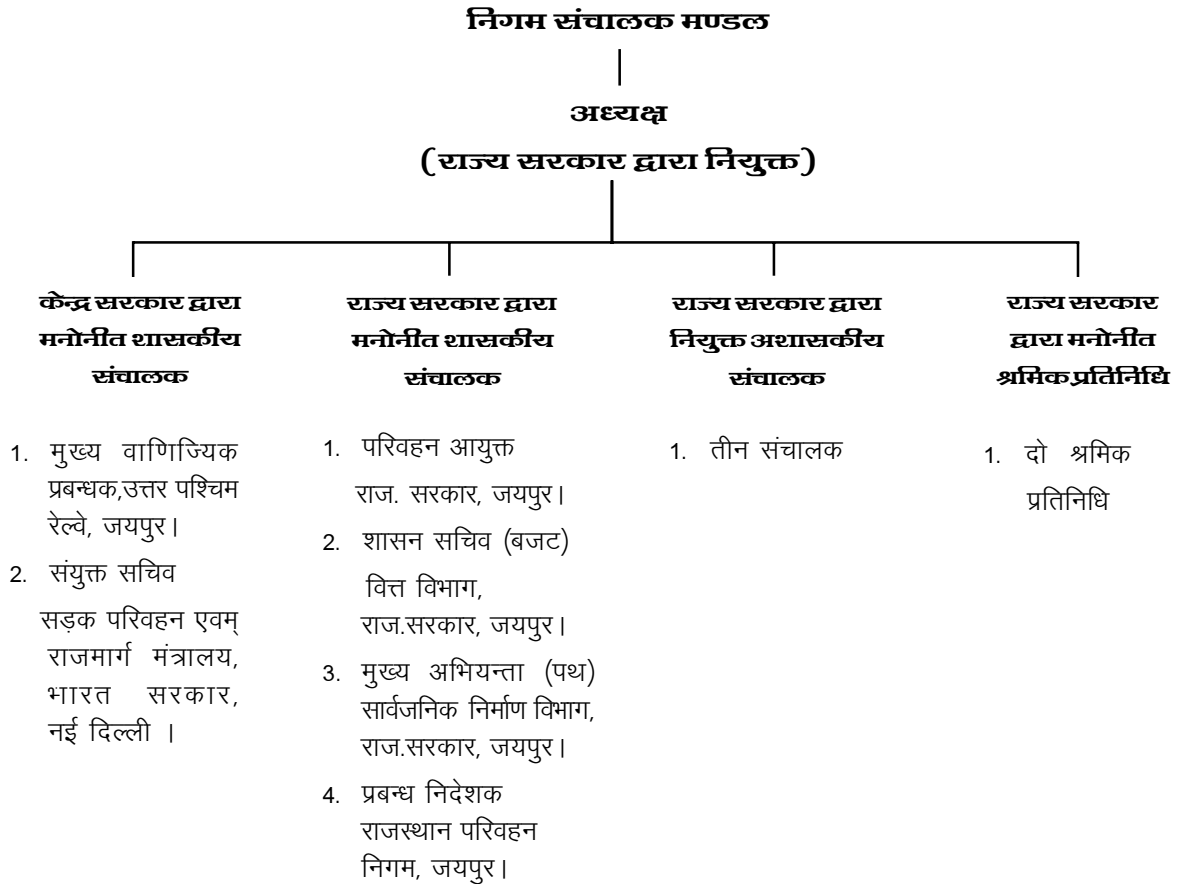 निगम संचालक मण्डल
अध्यक्ष
(राज्य सरकार द्वारा नियुक्त)
केन्द्र सरकार द्वारा
मनोनीत शासकीय
संचालक
1. मुख्य वाणिज्यिक
प्रबन्धक,उत्तर पश्चिम
रेल्वे, जयपुर।
2. संयुक्त सचिव
सड़क परिवहन एवम्
राजमार्ग मंत्रालय,
भारत सरकार,
नई दिल्ली ।
राज्य सरकार द्वारा
मनोनीत शासकीय
संचालक
1. परिवहन आयुक्त
राज. सरकार, जयपुर।
2. शासन सचिव (बजट)
वित्त विभाग,
राज.सरकार, जयपुर।
3. मुख्य अभियन्ता (पथ)
सार्वजनिक निर्माण विभाग,
राज.सरकार, जयपुर।
4. प्रबन्ध निदेशक
राजस्थान परिवहन
निगम, जयपुर।
राज्य सरकार द्वारा
नियुक्त अशासकीय
संचालक
1. तीन संचालक
राज्य सरकार
द्वारा मनोनीत
श्रमिक प्रतिनिधि
1. दो श्रमिक
प्रतिनिधि